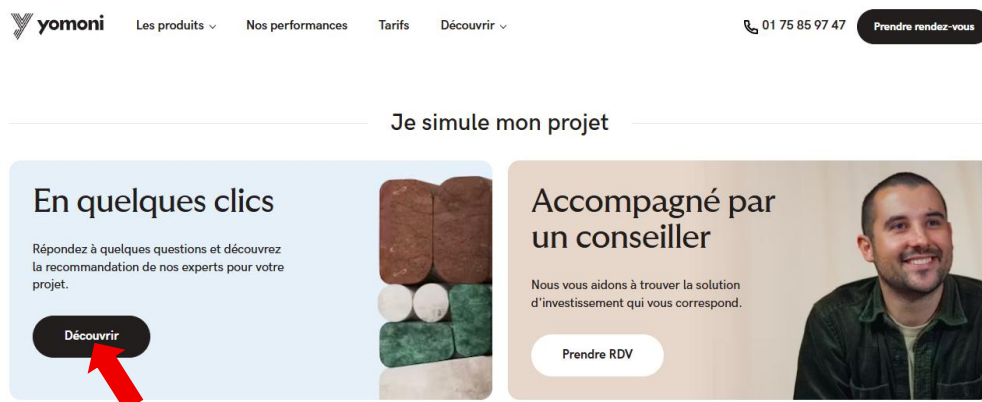 yomoni
Les produits
Nos performances
Tarifs
Découvrir
01 75 85 97 47
Prendre rendez-vous
Je simule mon projet
En quelques clics
Répondez à quelques questions et découvrez
la recommandation de nos experts pour votre
projet.
Découvrir
Accompagné par
un conseiller
Nous vous aidons à trouver la solution
d'investissement qui vous correspond.
Prendre RDV